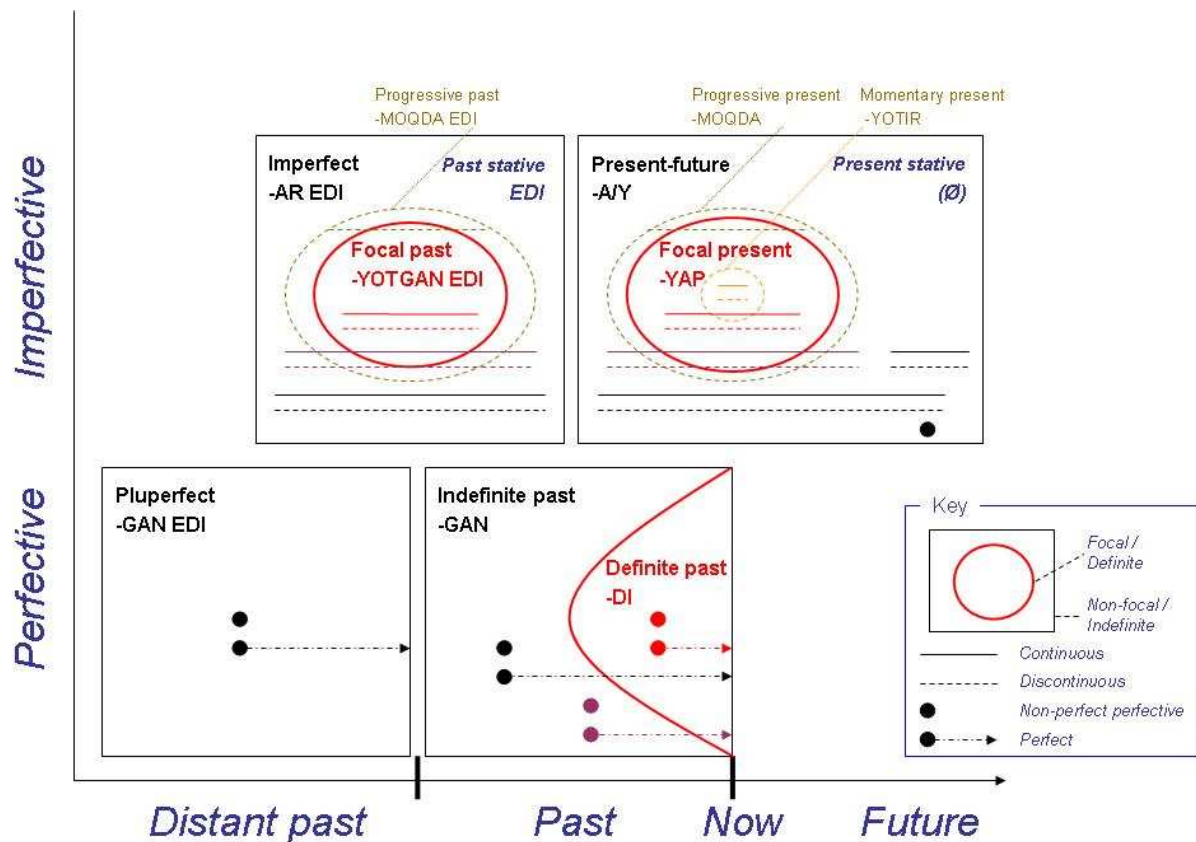 Progressive past
-MOQDA EDI
Progressive present
-MOQDA
Momentary present
-YOTIR
Imperfective
Imperfect
-AR EDI
Past stative
EDI
Focal past
-YOTGAN EDI
Present-future
-A/Y
Present stative
(Ø)
Focal present
-YAP
Perfective
Pluperfect
-GAN EDI
Indefinite past
-GAN
Definite past
-DI
Key
Focal /
Definite
Non-focal /
Indefinite
Continuous
Discontinuous
Non-perfect perfective
Perfect
Distant past
Past
Now
Future